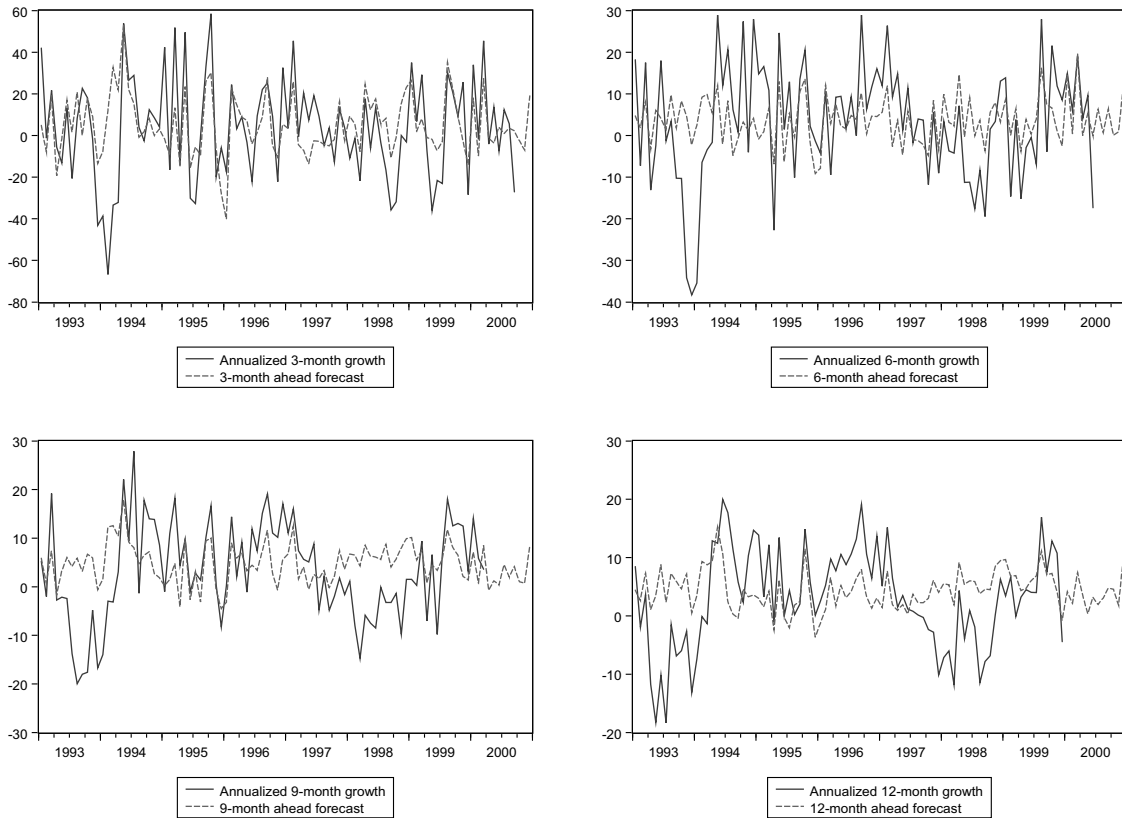 60
40
20
0
-20
-40
-60
-80
1993 1994 1995 1996 1997 1998 1999 2000
Annualized 3-month growth
3-month ahead forecast
30
20
10
0
-10
-20
-30
-40
1993 1994 1995 1996 1997 1998 1999 2000
Annualized 6-month growth
6-month ahead forecast
30
20
10
0
-10
-20
-30
1993 1994 1995 1996 1997 1998 1999 2000
Annualized 9-month growth
9-month ahead forecast
30
20
10
0
-10
-20
1993 1994 1995 1996 1997 1998 1999 2000
Annualized 12-month growth
12-month ahead forecast